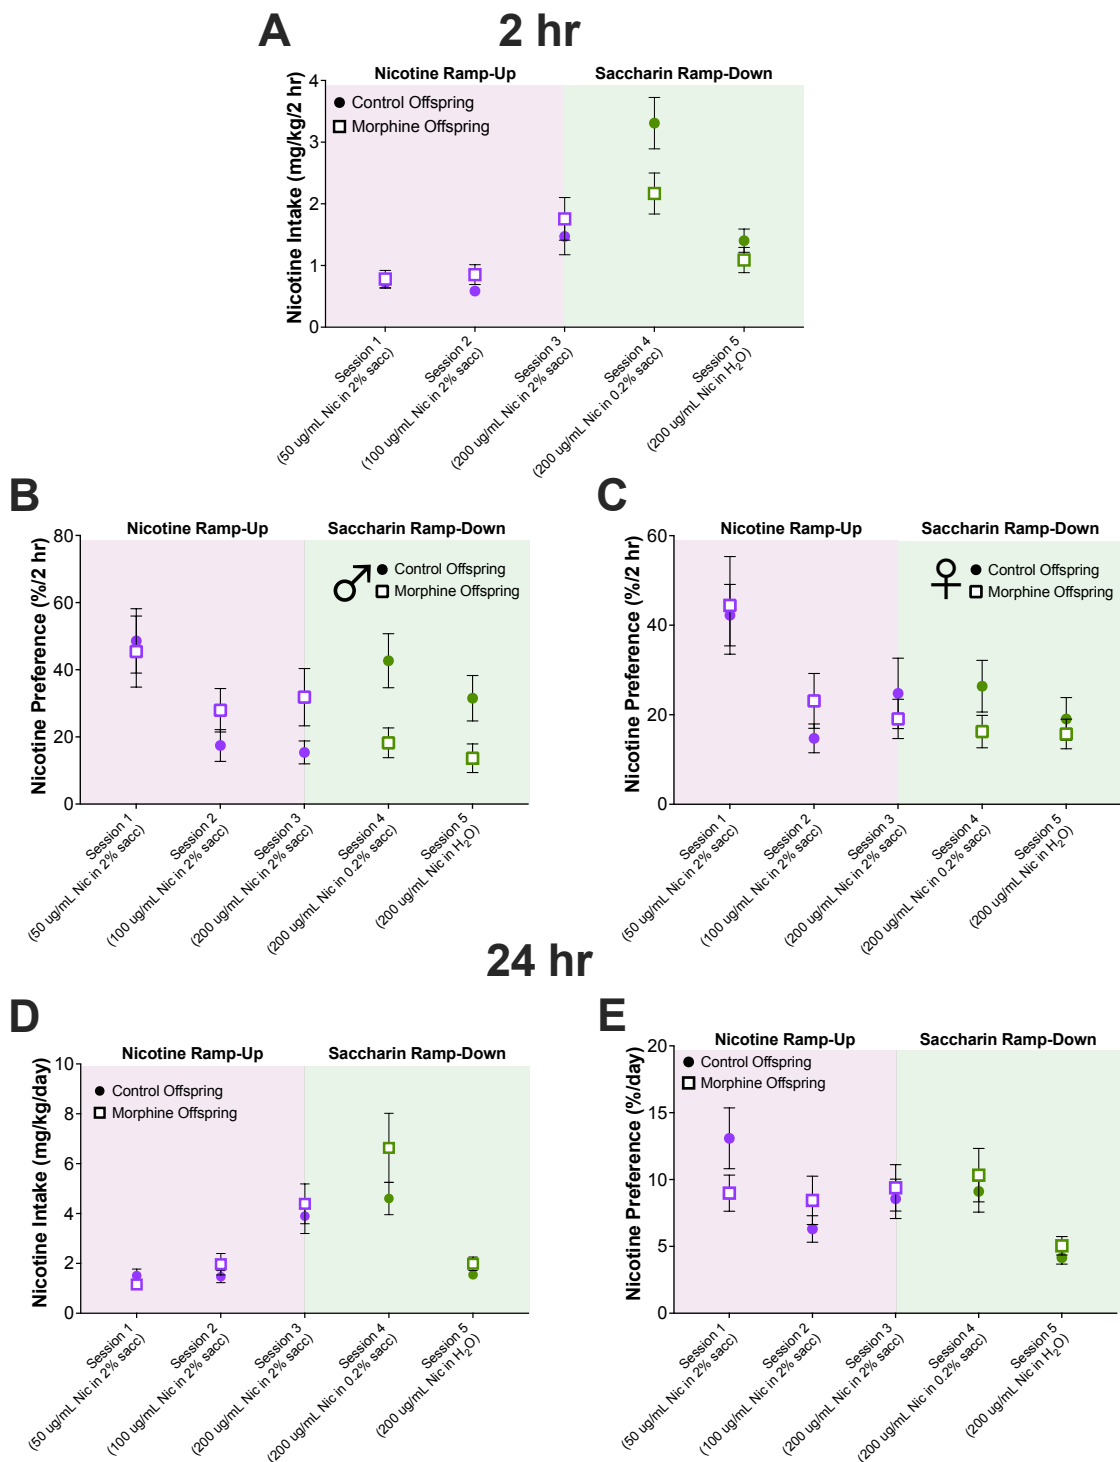 A
2 hr
Nicotine Ramp-Up
Saccharin Ramp-Down
Control Offspring
Morphine Offspring
Nicotine Intake (mg/kg/2 hr)
4
3
2
1
0
Session 1
(50 ug/mL Nic in 2% sacc)
Session 2
(100 ug/mL Nic in 2% sacc)
Session 3
(200 ug/mL Nic in 2% sacc)
Session 4
(200 ug/mL Nic in 0.2% sacc)
Session 5
(200 ug/mL Nic in H₂O)
B
Nicotine Ramp-Up
Saccharin Ramp-Down
♂
Control Offspring
Morphine Offspring
Nicotine Preference (%/2 hr)
80
60
40
20
0
Session 1
(50 ug/mL Nic in 2% sacc)
Session 2
(100 ug/mL Nic in 2% sacc)
Session 3
(200 ug/mL Nic in 2% sacc)
Session 4
(200 ug/mL Nic in 0.2% sacc)
Session 5
(200 ug/mL Nic in H₂O)
C
Nicotine Ramp-Up
Saccharin Ramp-Down
♀
Control Offspring
Morphine Offspring
Nicotine Preference (%/2 hr)
60
40
20
0
Session 1
(50 ug/mL Nic in 2% sacc)
Session 2
(100 ug/mL Nic in 2% sacc)
Session 3
(200 ug/mL Nic in 2% sacc)
Session 4
(200 ug/mL Nic in 0.2% sacc)
Session 5
(200 ug/mL Nic in H₂O)
24 hr
D
Nicotine Ramp-Up
Saccharin Ramp-Down
Control Offspring
Morphine Offspring
Nicotine Intake (mg/kg/day)
10
8
6
4
2
0
Session 1
(50 ug/mL Nic in 2% sacc)
Session 2
(100 ug/mL Nic in 2% sacc)
Session 3
(200 ug/mL Nic in 2% sacc)
Session 4
(200 ug/mL Nic in 0.2% sacc)
Session 5
(200 ug/mL Nic in H₂O)
E
Nicotine Ramp-Up
Saccharin Ramp-Down
Control Offspring
Morphine Offspring
Nicotine Preference (%/day)
20
15
10
5
0
Session 1
(50 ug/mL Nic in 2% sacc)
Session 2
(100 ug/mL Nic in 2% sacc)
Session 3
(200 ug/mL Nic in 2% sacc)
Session 4
(200 ug/mL Nic in 0.2% sacc)
Session 5
(200 ug/mL Nic in H₂O)